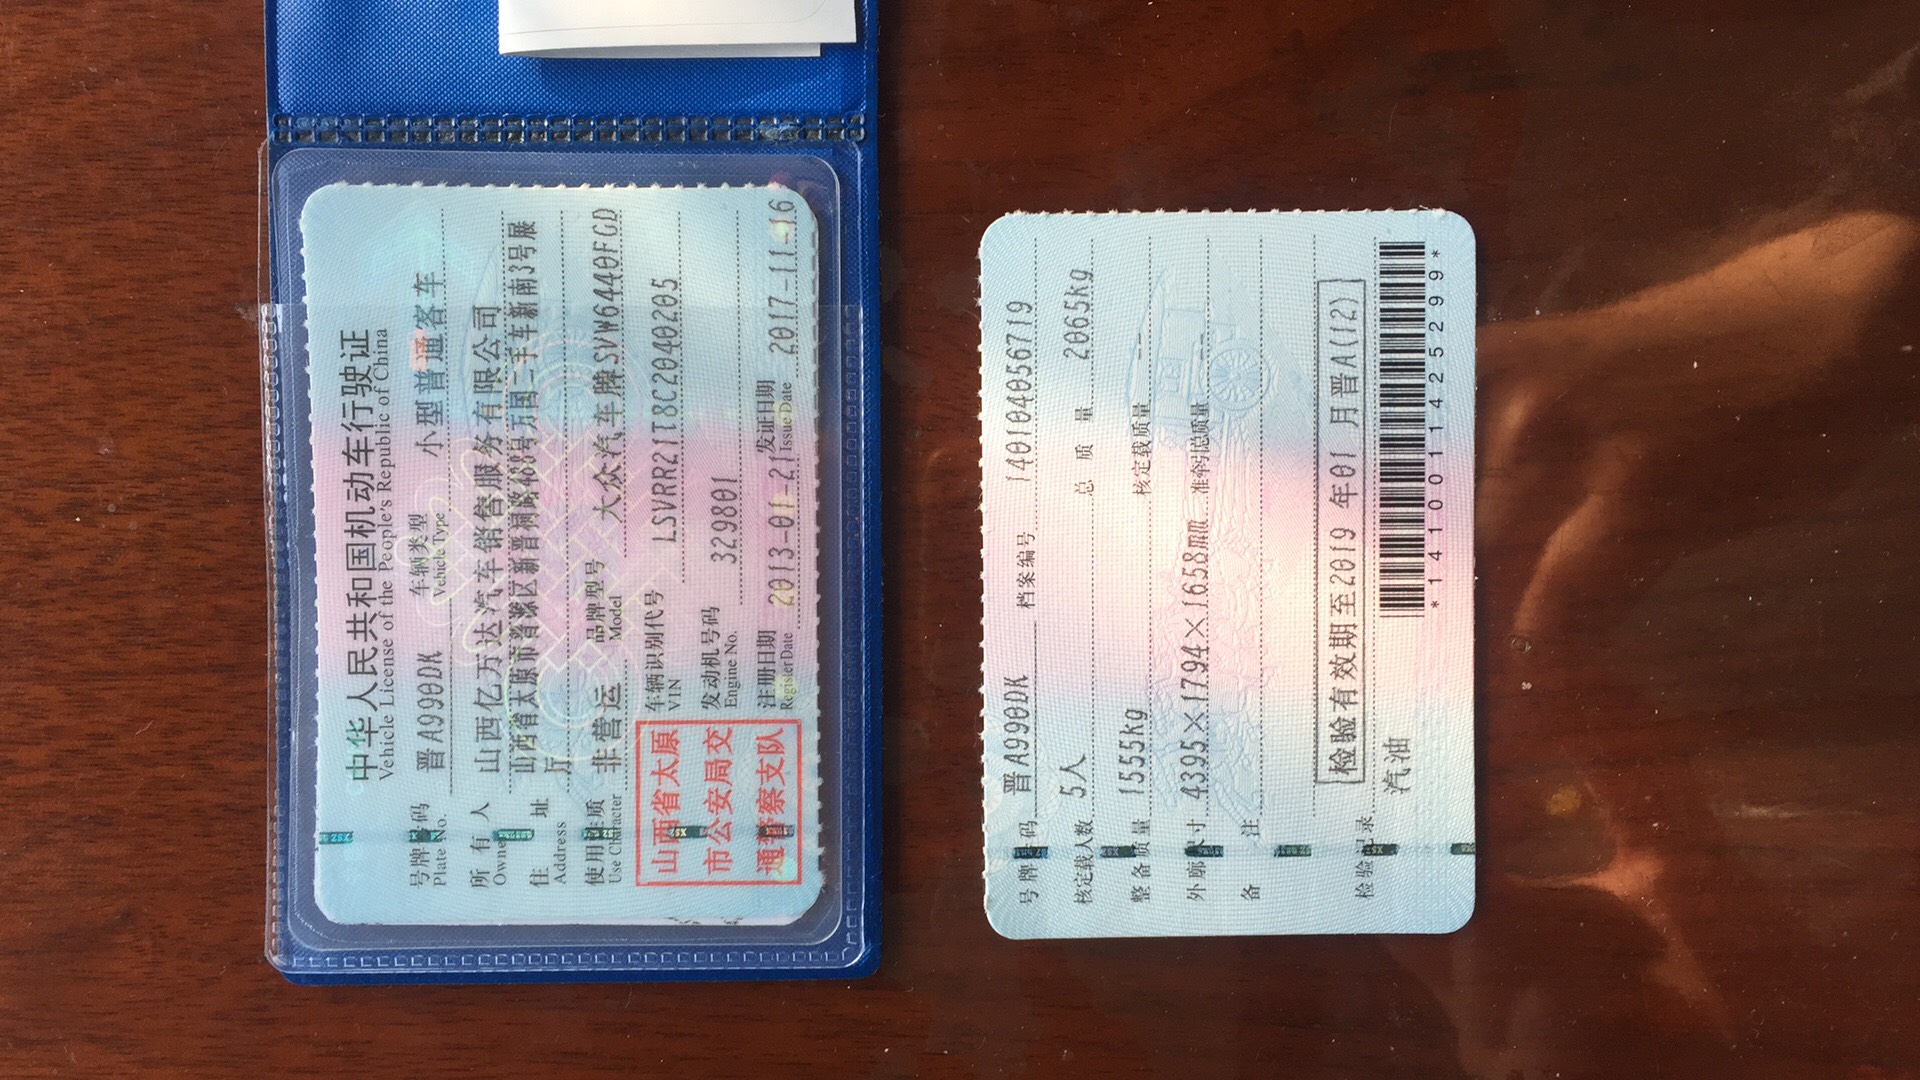 中华人民共和国机动车行驶证
Vehicle License of the People's Republic of China
号牌号码 晋A990DK 车辆类型 小型普通客车
Plate No. Vehicle Type
所有人 山西亿万达汽车销售服务有限公司
Owner
住址 山西省太原市晋源区新晋祠路488号万国二手车新南3号展
Address 厅
使用性质 非营运 品牌型号 大众汽车牌SVW6440FGD
Use Character Model
山西省太原
市公安局交
通警察支队
车辆识别代号 LSVRR21T8C2040205
VIN
发动机号码 329801
Engine No.
注册日期 2013-01-21 发证日期 2017-11-16
Register Date Issue Date
号牌号码 晋A990DK 档案编号 140104056719
核定载人数 5人 总质量 2065kg
整备质量 1555kg 核定载质量 --
外廓尺寸 4395×1794×1658mm 准牵引总质量 --
备注
检验记录 检验有效期至2019年01月晋A(12)
汽油
*1410011425299*